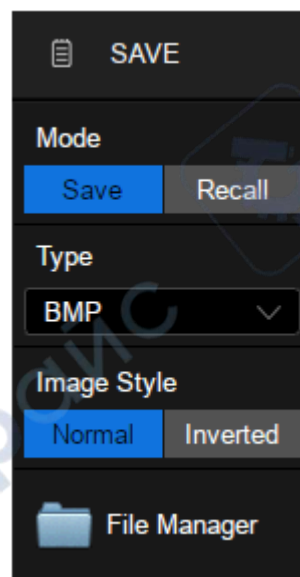 SAVE
Mode
Save Recall
Type
BMP
Image Style
Normal Inverted
File Manager